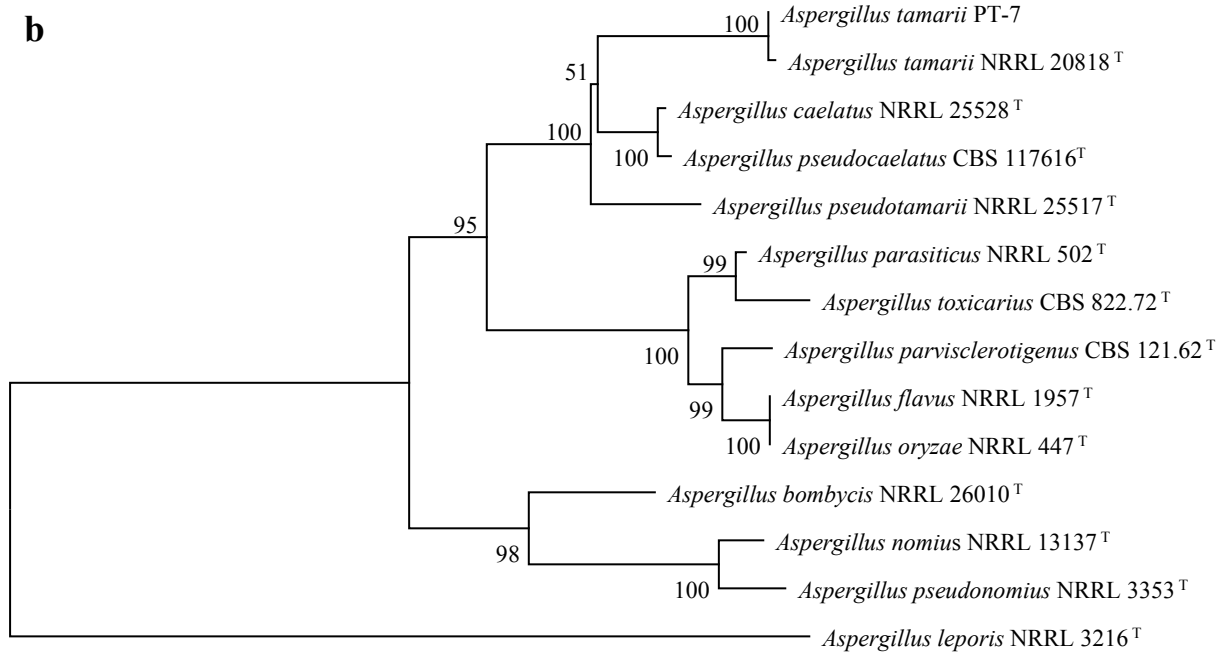 b
Aspergillus tamarii PT-7
100
Aspergillus tamarii NRRL 20818 T
51
Aspergillus caelatus NRRL 25528 T
100
100
Aspergillus pseudocaelatus CBS 117616T
Aspergillus pseudotamarii NRRL 25517 T
95
Aspergillus parasiticus NRRL 502 T
99
Aspergillus toxicarius CBS 822.72 T
100
Aspergillus parvisclerotigenus CBS 121.62 T
Aspergillus flavus NRRL 1957 T
99
100
Aspergillus oryzae NRRL 447 T
Aspergillus bombycis NRRL 26010 T
98
Aspergillus nomius NRRL 13137 T
100
Aspergillus pseudonomius NRRL 3353 T
Aspergillus leporis NRRL 3216 T